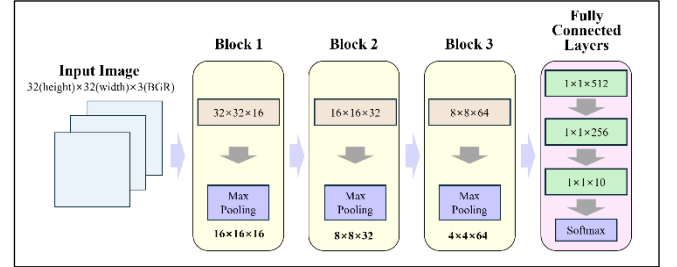 Input Image
32(height)×32(width)×3(BGR)
Block 1
32×32×16
Max
Pooling
16×16×16
Block 2
16×16×32
Max
Pooling
8×8×32
Block 3
8×8×64
Max
Pooling
4×4×64
Fully
Connected
Layers
1×1×512
1×1×256
1×1×10
Softmax